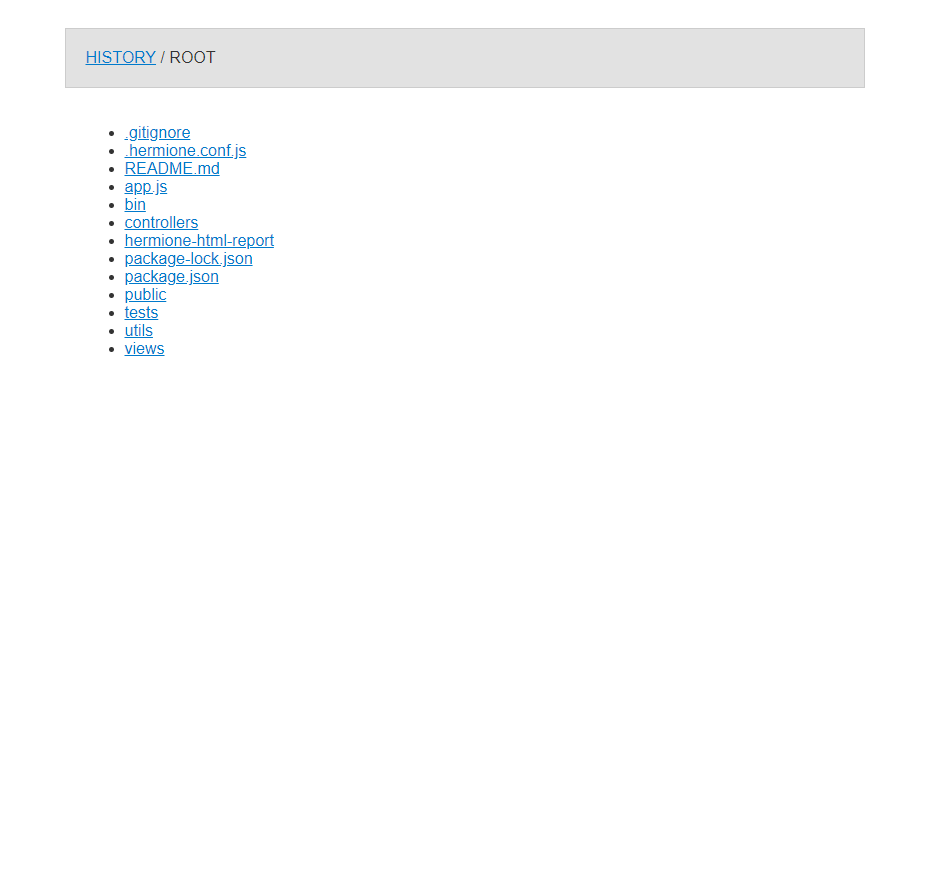 HISTORY / ROOT
.gitignore
.hermione.conf.js
README.md
app.js
bin
controllers
hermione-html-report
package-lock.json
package.json
public
tests
utils
views